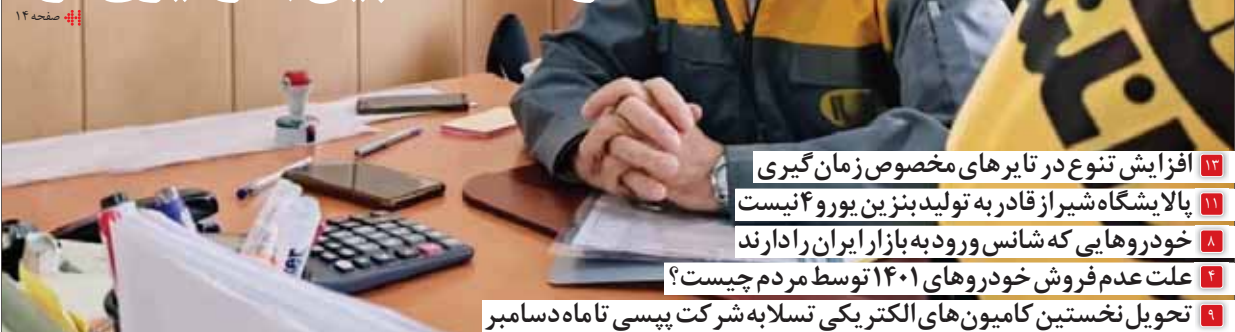 صفحه ۱۴
۱۳ افزایش تنوع در تایرهای مخصوص زمان‌گیری
۱۱ پالایشگاه شیراز قادر به تولید بنزین یورو ۴ نیست
۸ خودروهایی که شانس ورود به بازار ایران را دارند
۴ علت عدم فروش خودروهای ۱۴۰۱ توسط مردم چیست؟
۹ تحویل نخستین کامیون‌های الکتریکی تسلا به شرکت پپسی تا ماه دسامبر